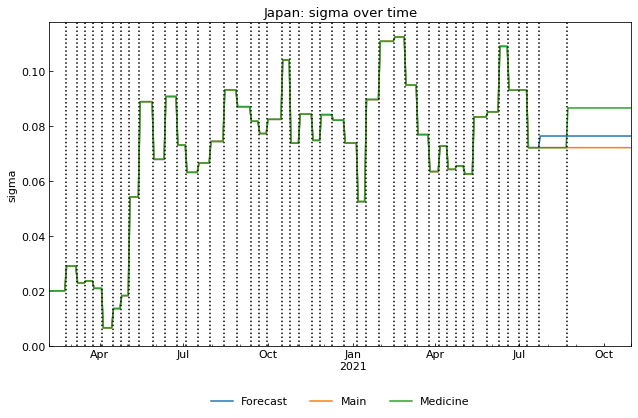 Japan: sigma over time
sigma
0.10
0.08
0.06
0.04
0.02
0.00
Apr Jul Oct Jan Apr Jul Oct
2021
Forecast Main Medicine